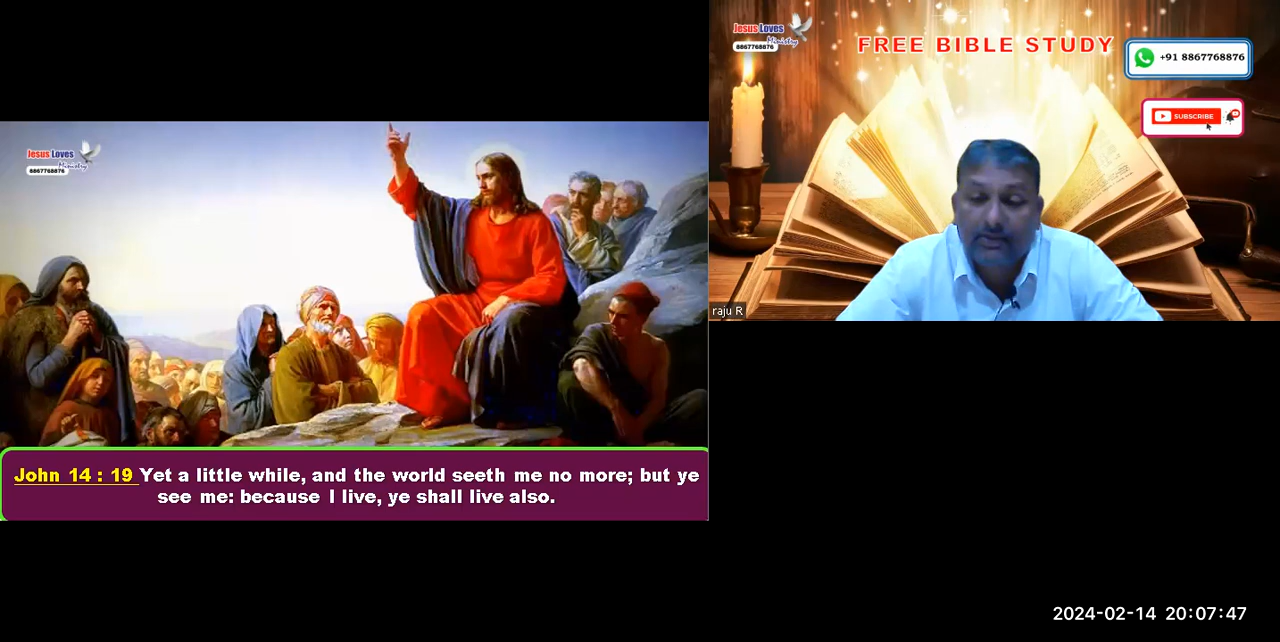 Jesus Loves
Ministry
8867768876
John 14 : 19 Yet a little while, and the world seeth me no more; but ye
see me: because I live, ye shall live also.
Jesus Loves
Ministry
8867768876
FREE BIBLE STUDY
+91 8867768876
SUBSCRIBE
raju R
2024-02-14 20:07:47